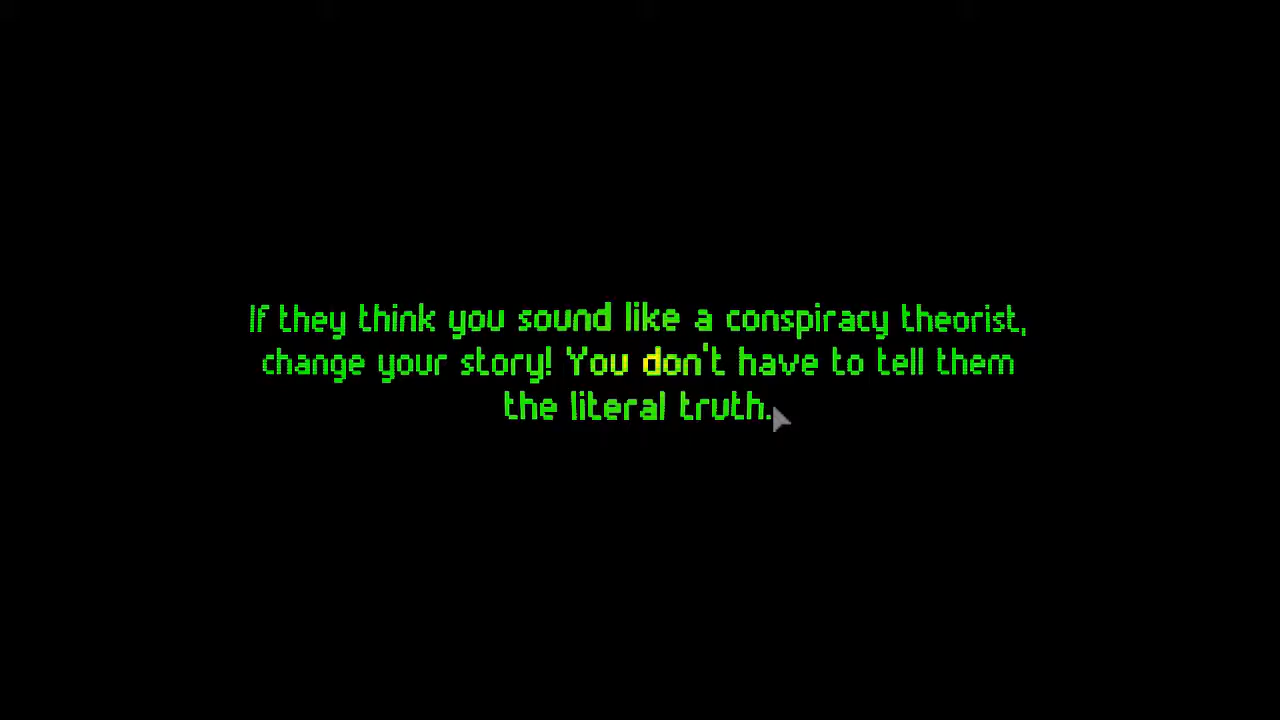 If they think you sound like a conspiracy theorist,
change your story! You don't have to tell them
the literal truth.